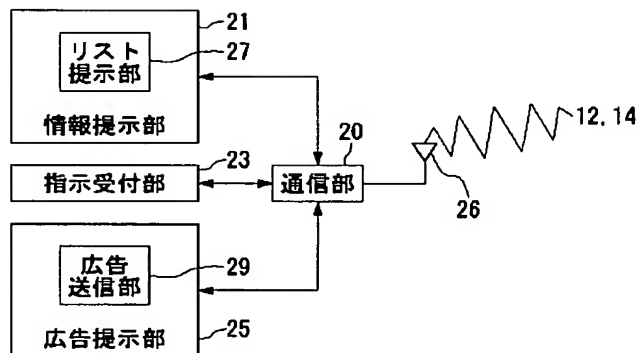 21
リスト
提示部
27
情報提示部
12, 14
20
23
指示受付部
通信部
26
広告
送信部
29
広告提示部
25